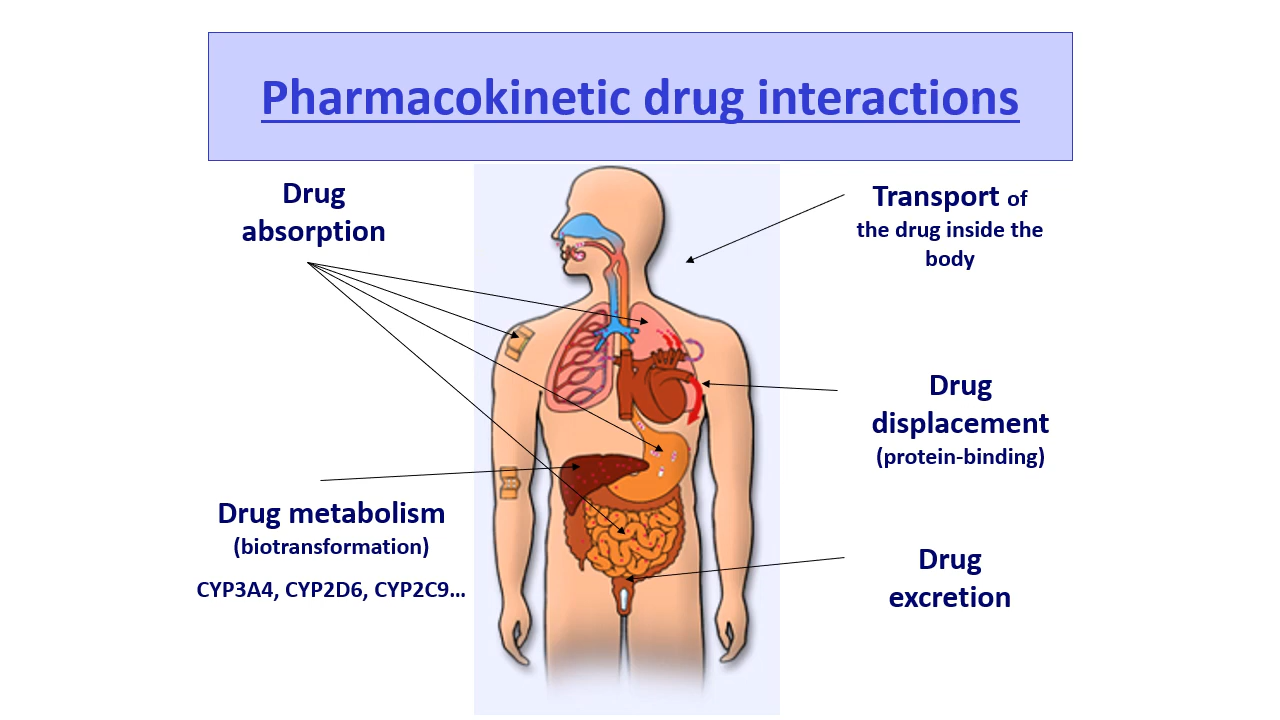 Pharmacokinetic drug interactions
Drug
absorption
Transport of
the drug inside the
body
Drug
displacement
(protein-binding)
Drug metabolism
(biotransformation)
CYP3A4, CYP2D6, CYP2C9…
Drug
excretion